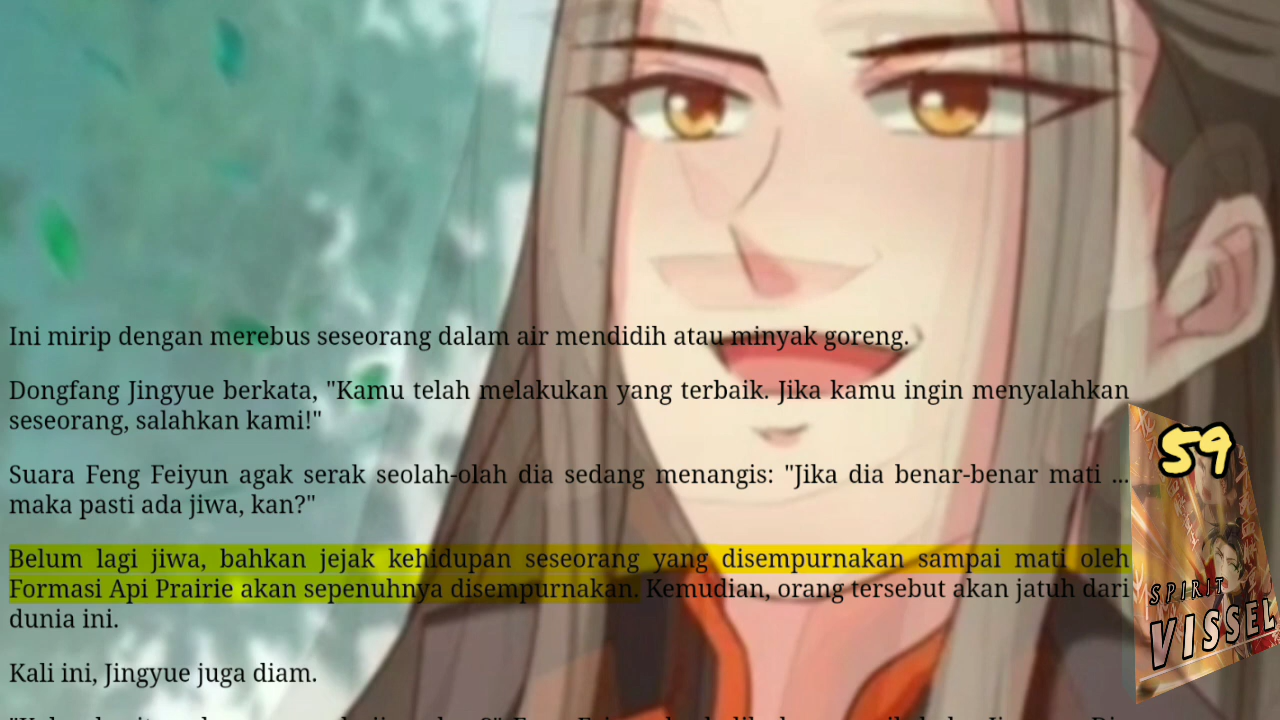 Ini mirip dengan merebus seseorang dalam air mendidih atau minyak goreng.
Dongfang Jingyue berkata, "Kamu telah melakukan yang terbaik. Jika kamu ingin menyalahkan
seseorang, salahkan kami!"
Suara Feng Feiyun agak serak seolah-olah dia sedang menangis: "Jika dia benar-benar mati ...
maka pasti ada jiwa, kan?"
Belum lagi jiwa, bahkan jejak kehidupan seseorang yang disempurnakan sampai mati oleh
Formasi Api Prairie akan sepenuhnya disempurnakan. Kemudian, orang tersebut akan jatuh dari
dunia ini.
Kali ini, Jingyue juga diam.
59
SPIRIT
VISSEL